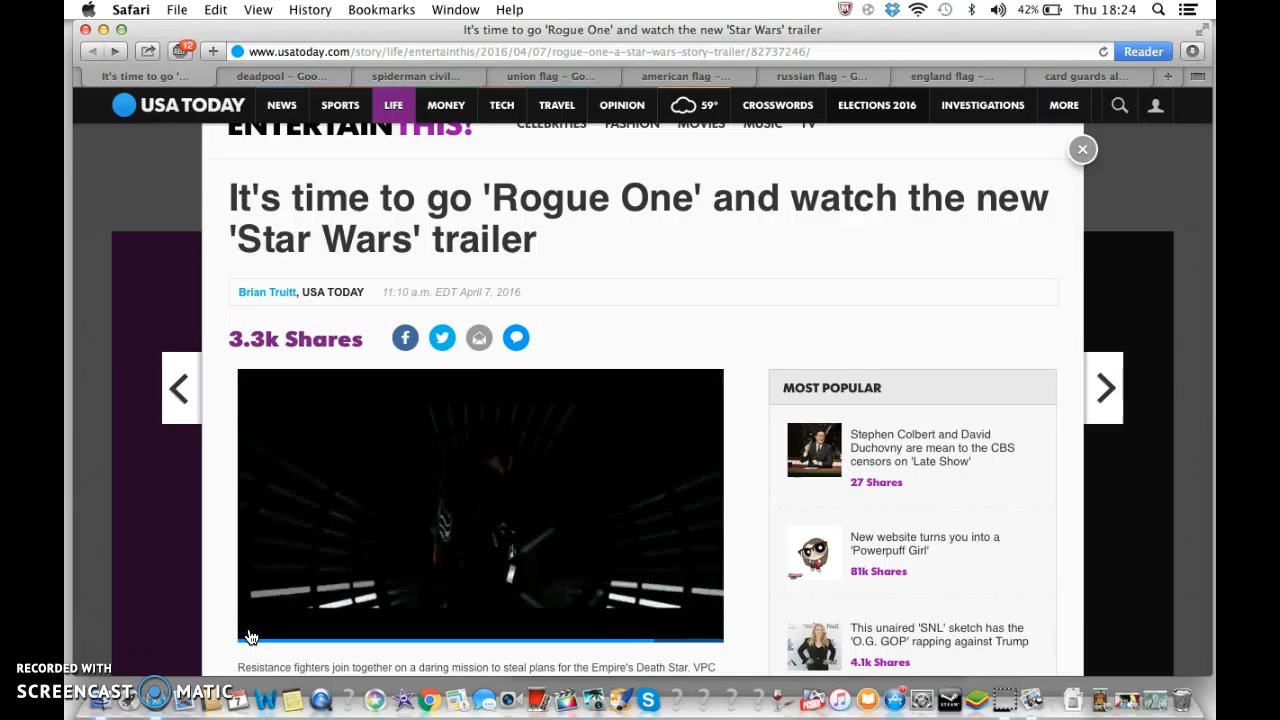 Safari File Edit View History Bookmarks Window Help 42% Thu 18:24
It's time to go 'Rogue One' and watch the new 'Star Wars' trailer
12 www.usatoday.com/story/life/entertainthis/2016/04/07/rogue-one-a-star-wars-story-trailer/82737246/ Reader
It's time to go '... deadpool – Goo... spiderman civil... union flag – Go... american flag –... russian flag – G... england flag –... card guards al...
USA TODAY NEWS SPORTS LIFE MONEY TECH TRAVEL OPINION 59° CROSSWORDS ELECTIONS 2016 INVESTIGATIONS MORE
ENTERTAINTHIS! CELEBRITIES FASHION MOVIES MUSIC TV
It's time to go 'Rogue One' and watch the new
'Star Wars' trailer
Brian Truitt, USA TODAY 11:10 a.m. EDT April 7, 2016
3.3k Shares
MOST POPULAR
Stephen Colbert and David
Duchovny are mean to the CBS
censors on 'Late Show'
27 Shares
New website turns you into a
'Powerpuff Girl'
81k Shares
This unaired 'SNL' sketch has the
'O.G. GOP' rapping against Trump
4.1k Shares
Resistance fighters join together on a daring mission to steal plans for the Empire's Death Star. VPC
RECORDED WITH
SCREENCAST MATIC